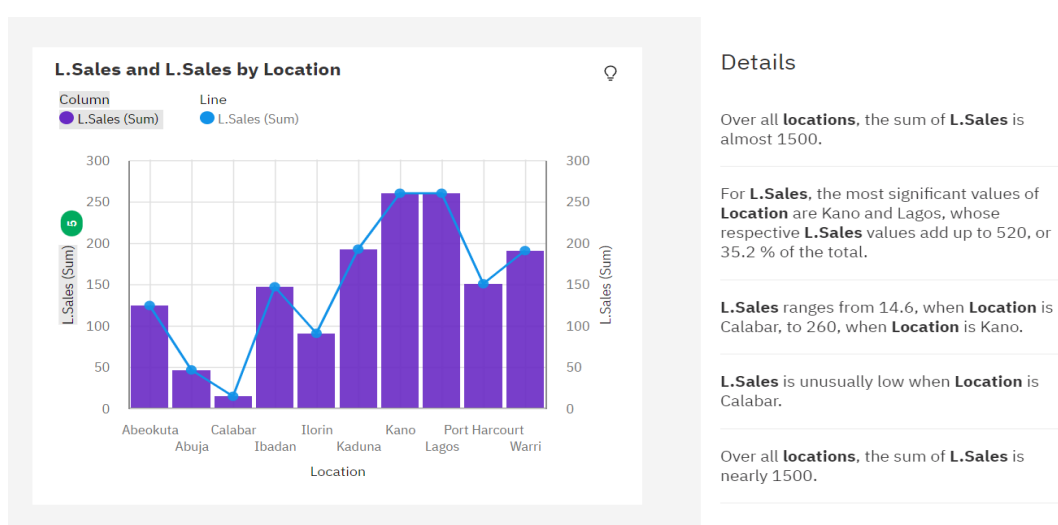 L.Sales and L.Sales by Location
Column
Line
L.Sales (Sum)
L.Sales (Sum)
300
250
200
150
100
50
0
L.Sales (Sum)
5
300
250
200
150
100
50
0
L.Sales (Sum)
Abeokuta
Abuja
Calabar
Ibadan
Ilorin
Kaduna
Kano
Lagos
Port Harcourt
Warri
Location
Details
Over all locations, the sum of L.Sales is
almost 1500.
For L.Sales, the most significant values of
Location are Kano and Lagos, whose
respective L.Sales values add up to 520, or
35.2 % of the total.
L.Sales ranges from 14.6, when Location is
Calabar, to 260, when Location is Kano.
L.Sales is unusually low when Location is
Calabar.
Over all locations, the sum of L.Sales is
nearly 1500.